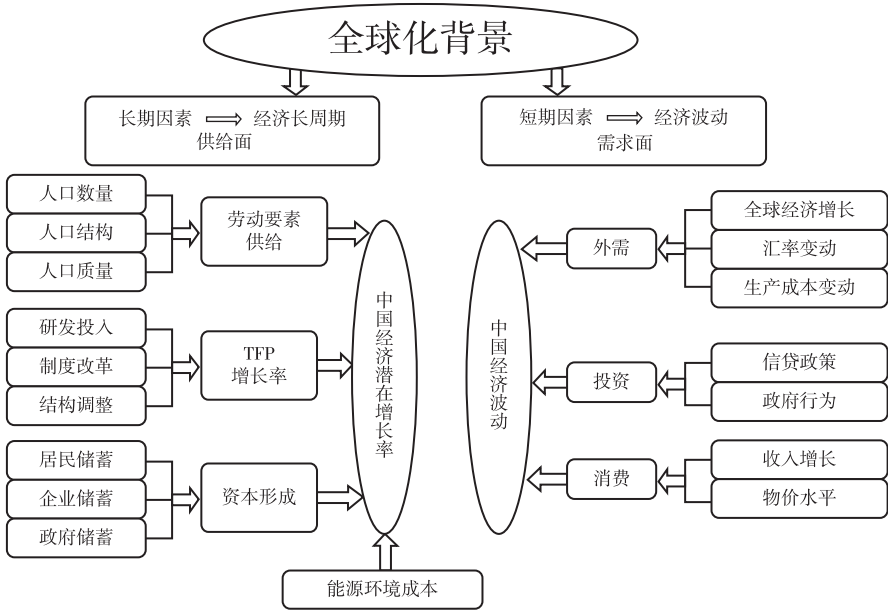 全球化背景
长期因素 经济长周期
供给面
短期因素 经济波动
需求面
人口数量
人口结构
人口质量
劳动要素
供给
研发投入
制度改革
结构调整
TFP
增长率
居民储蓄
企业储蓄
政府储蓄
资本形成
中国经济潜在增长率
能源环境成本
中国经济波动
外需
全球经济增长
汇率变动
生产成本变动
投资
信贷政策
政府行为
消费
收入增长
物价水平